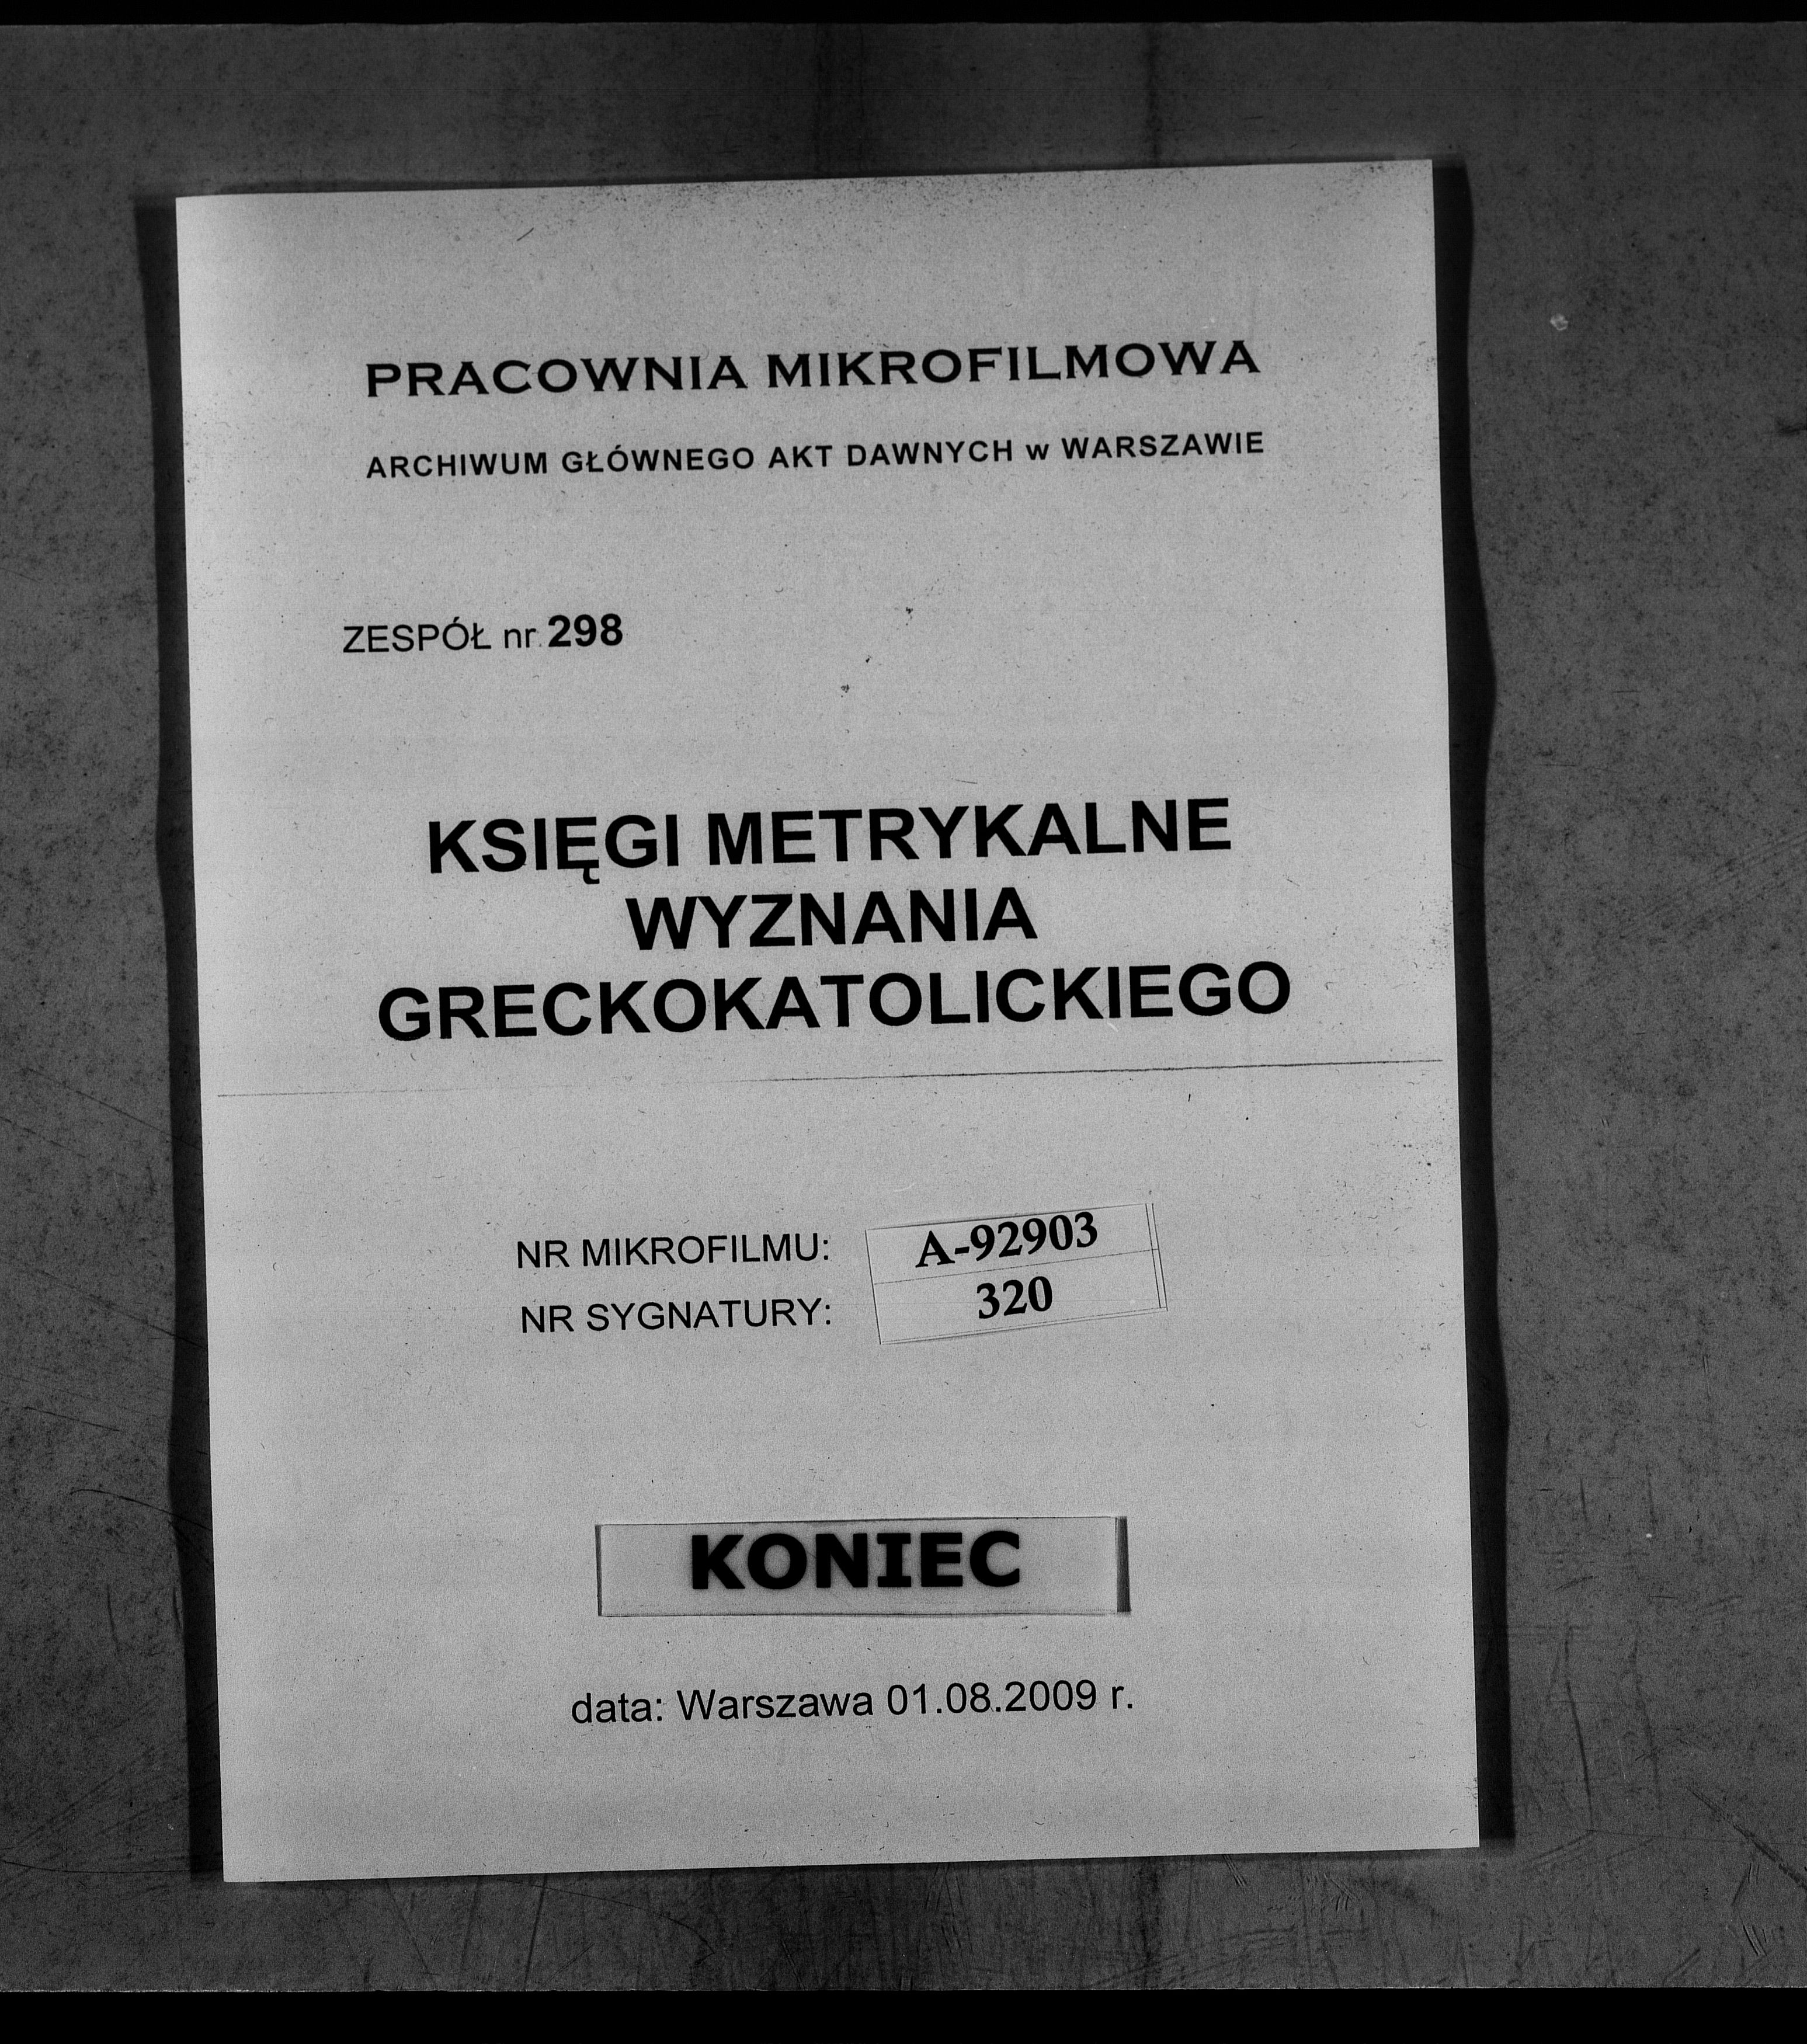 PRACOWNIA MIKROFILMOWA
ARCHIWUM GŁÓWNEGO AKT DAWNYCH w WARSZAWIE
ZESPÓŁ nr 298
KSIĘGI METRYKALNE
WYZNANIA
GRECKOKATOLICKIEGO
NR MIKROFILMU: A-92903
NR SYGNATURY: 320
KONIEC
data: Warszawa 01.08.2009 r.